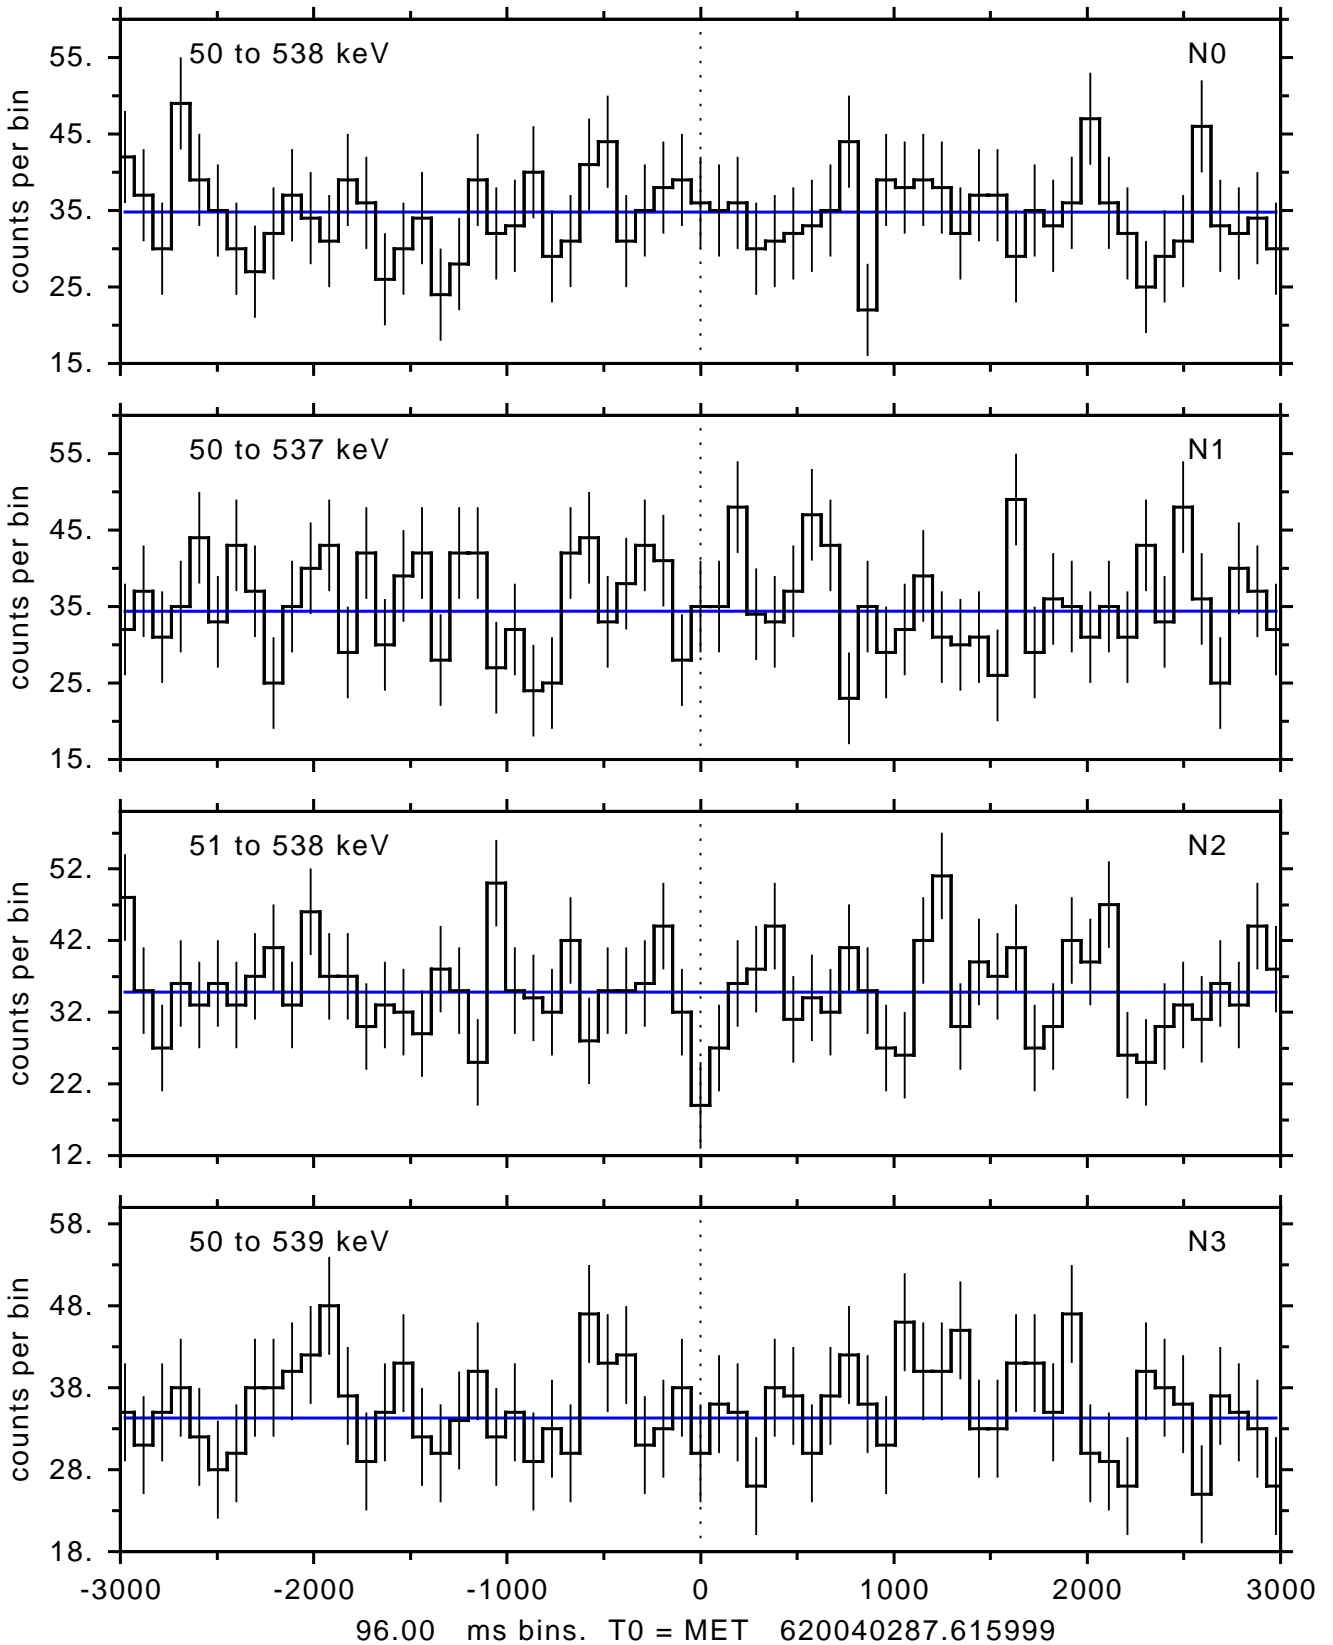 50 to 538 keV N0
55.
45.
35.
25.
15.
counts per bin
50 to 537 keV N1
55.
45.
35.
25.
15.
counts per bin
51 to 538 keV N2
52.
42.
32.
22.
12.
counts per bin
50 to 539 keV N3
58.
48.
38.
28.
18.
counts per bin
-3000 -2000 -1000 0 1000 2000 3000
96.00 ms bins. T0 = MET 620040287.615999